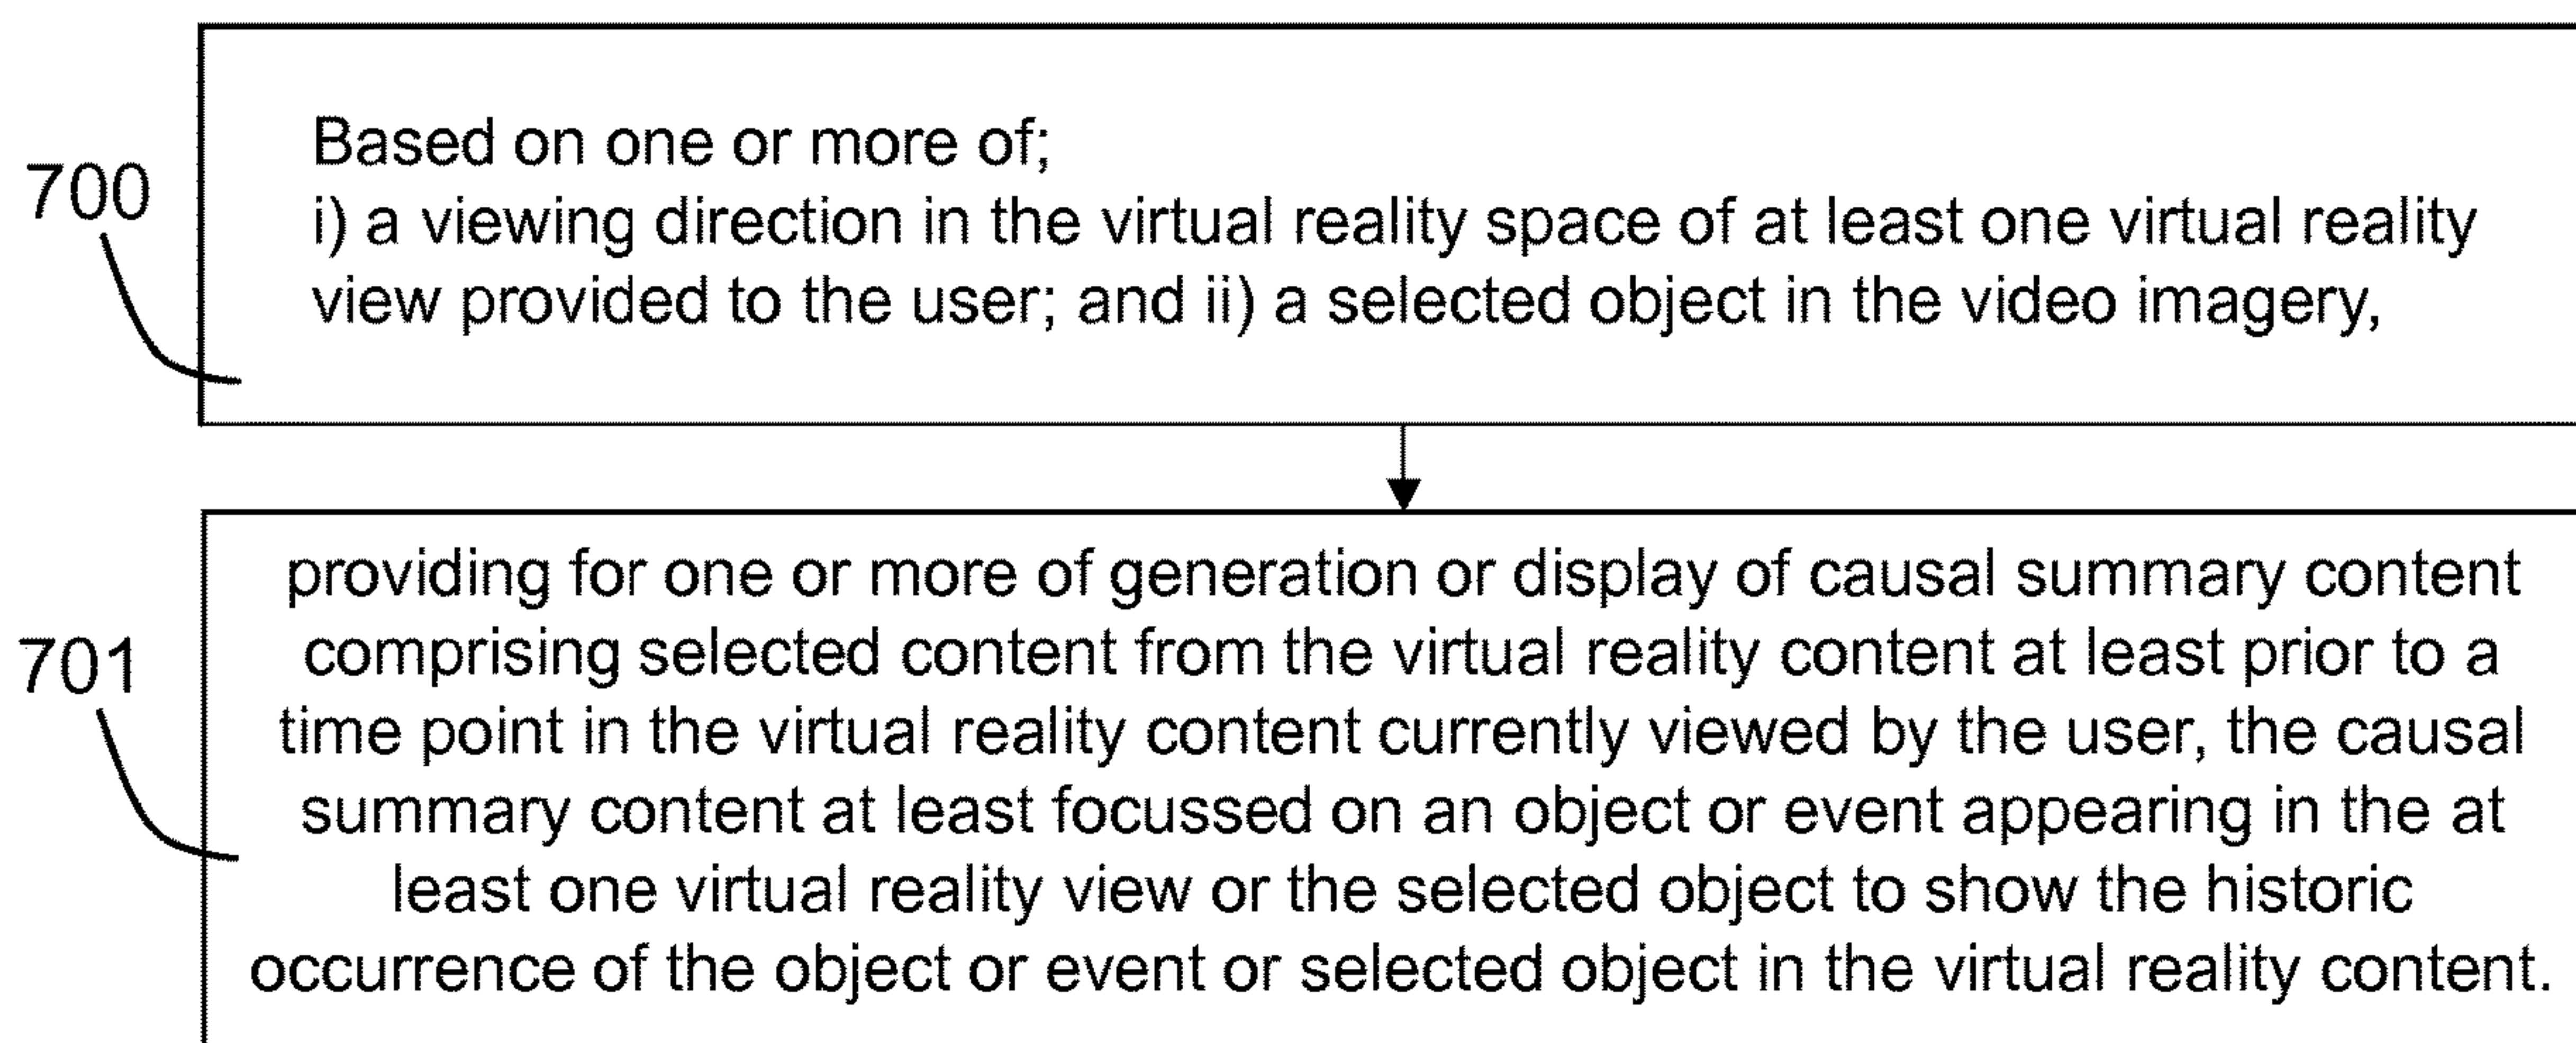 700
Based on one or more of;
i) a viewing direction in the virtual reality space of at least one virtual reality
view provided to the user; and ii) a selected object in the video imagery,
701
providing for one or more of generation or display of causal summary content
comprising selected content from the virtual reality content at least prior to a
time point in the virtual reality content currently viewed by the user, the causal
summary content at least focussed on an object or event appearing in the at
least one virtual reality view or the selected object to show the historic
occurrence of the object or event or selected object in the virtual reality content.